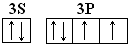 3S 3P
↑↓ ↑↓ ↑ ↑